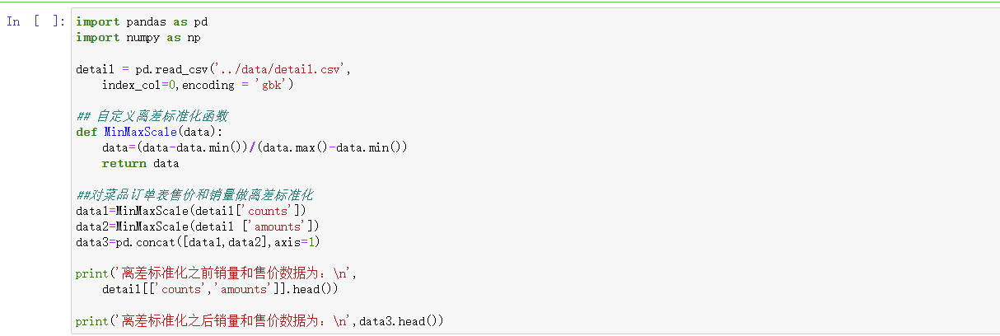 In [ ]:
import pandas as pd
import numpy as np
detail = pd.read_csv('../data/detail.csv',
    index_col=0,encoding = 'gbk')
## 自定义离差标准化函数
def MinMaxScale(data):
    data=(data-data.min())/(data.max()-data.min())
    return data
##对菜品订单表售价和销量做离差标准化
data1=MinMaxScale(detail['counts'])
data2=MinMaxScale(detail ['amounts'])
data3=pd.concat([data1,data2],axis=1)
print('离差标准化之前销量和售价数据为：\n',
    detail[['counts','amounts']].head())
print('离差标准化之后销量和售价数据为：\n',data3.head())